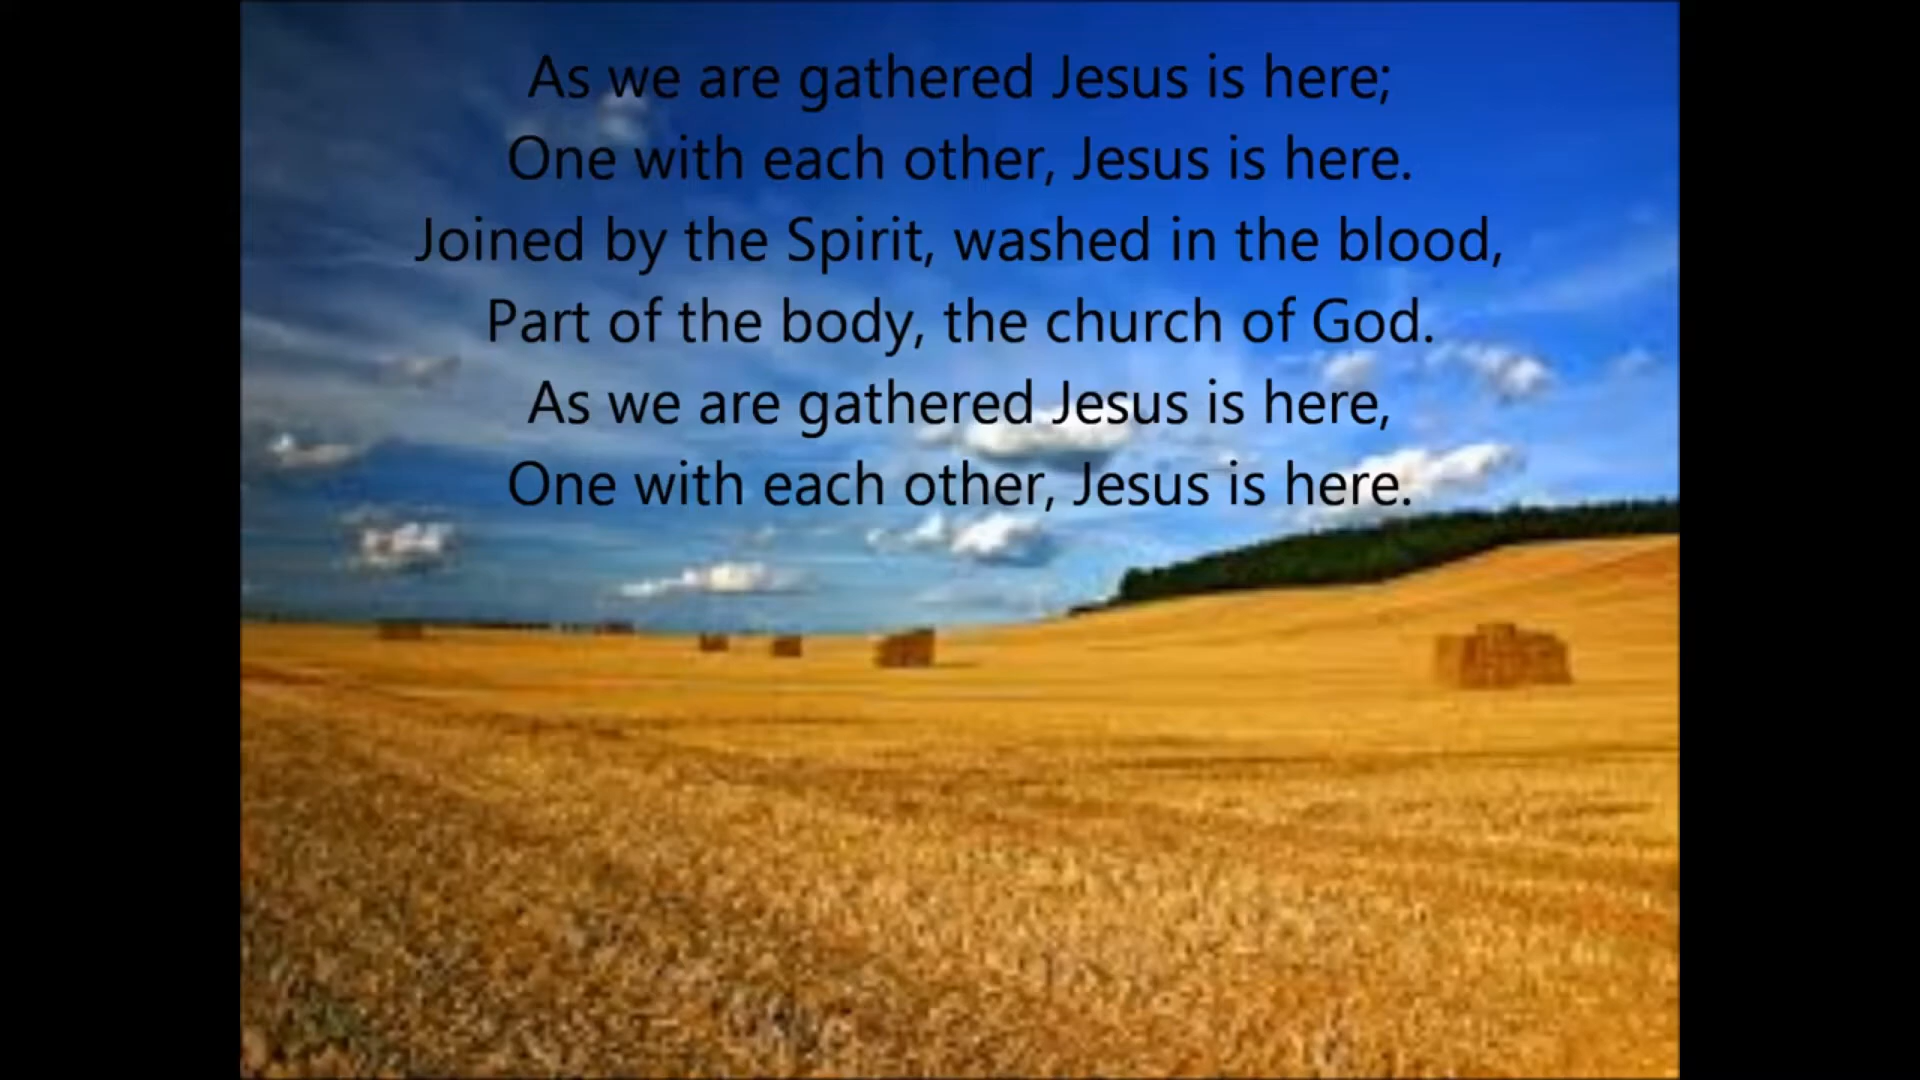 As we are gathered Jesus is here;
One with each other, Jesus is here.
Joined by the Spirit, washed in the blood,
Part of the body, the church of God.
As we are gathered Jesus is here,
One with each other, Jesus is here.